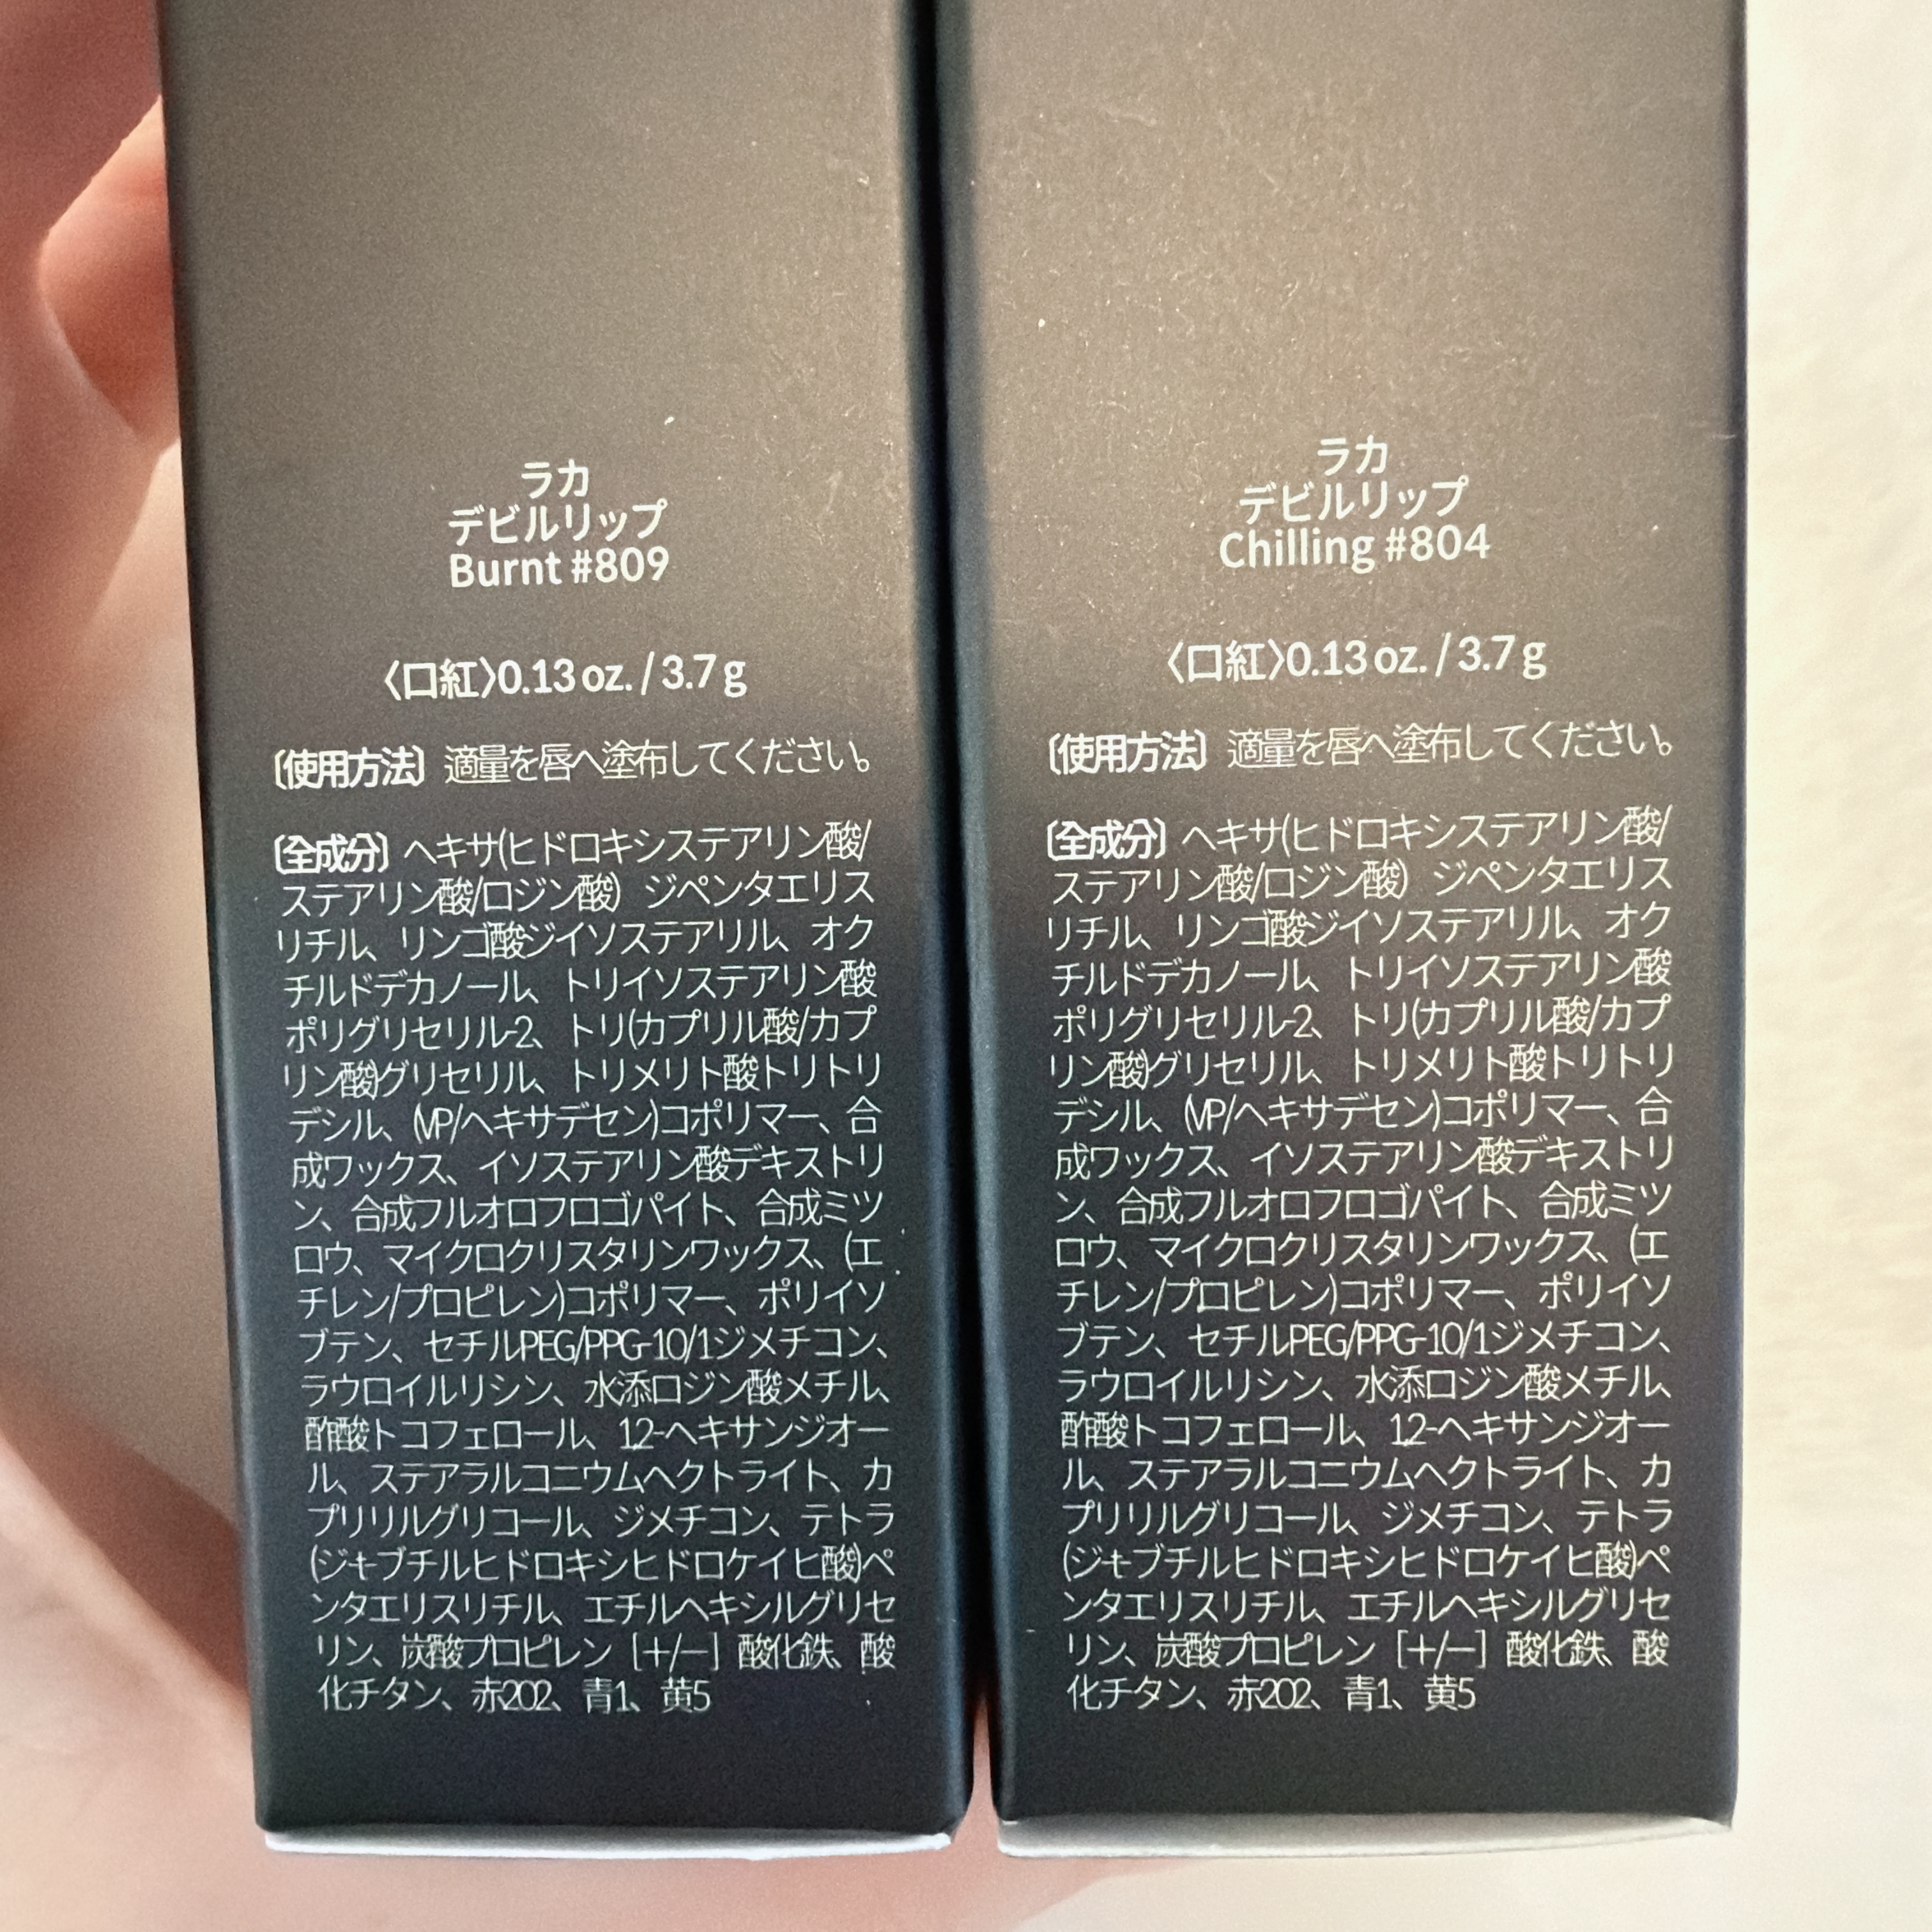 ラカ
デビルリップ
Burnt #809
〈口紅〉0.13 oz. / 3.7 g
〔使用方法〕 適量を唇へ塗布してください。
〔全成分〕 ヘキサ(ヒドロキシステアリン酸/
ステアリン酸/ロジン酸) ジペンタエリス
リチル、リンゴ酸ジイソステアリル、オク
チルドデカノール、トリイソステアリン酸
ポリグリセリル-2、トリ(カプリル酸/カプ
リン酸)グリセリル、トリメリト酸トリトリ
デシル、(VP/ヘキサデセン)コポリマー、合
成ワックス、イソステアリン酸デキストリ
ン、合成フルオロフロゴパイト、合成ミツ
ロウ、マイクロクリスタリンワックス、(エ
チレン/プロピレン)コポリマー、ポリイソ
ブテン、セチルPEG/PPG-10/1ジメチコン、
ラウロイルリシン、水添ロジン酸メチル、
酢酸トコフェロール、1,2-ヘキサンジオー
ル、ステアラルコニウムヘクトライト、カ
プリリルグリコール、ジメチコン、テトラ
(ジ-t-ブチルヒドロキシヒドロケイヒ酸)ペ
ンタエリスリチル、エチルヘキシルグリセ
リン、炭酸プロピレン [+/-] 酸化鉄、酸
化チタン、赤202、青1、黄5
ラカ
デビルリップ
Chilling #804
〈口紅〉0.13 oz. / 3.7 g
〔使用方法〕 適量を唇へ塗布してください。
〔全成分〕 ヘキサ(ヒドロキシステアリン酸/
ステアリン酸/ロジン酸) ジペンタエリス
リチル、リンゴ酸ジイソステアリル、オク
チルドデカノール、トリイソステアリン酸
ポリグリセリル-2、トリ(カプリル酸/カプ
リン酸)グリセリル、トリメリト酸トリトリ
デシル、(VP/ヘキサデセン)コポリマー、合
成ワックス、イソステアリン酸デキストリ
ン、合成フルオロフロゴパイト、合成ミツ
ロウ、マイクロクリスタリンワックス、(エ
チレン/プロピレン)コポリマー、ポリイソ
ブテン、セチルPEG/PPG-10/1ジメチコン、
ラウロイルリシン、水添ロジン酸メチル、
酢酸トコフェロール、1,2-ヘキサンジオー
ル、ステアラルコニウムヘクトライト、カ
プリリルグリコール、ジメチコン、テトラ
(ジ-t-ブチルヒドロキシヒドロケイヒ酸)ペ
ンタエリスリチル、エチルヘキシルグリセ
リン、炭酸プロピレン [+/-] 酸化鉄、酸
化チタン、赤202、青1、黄5